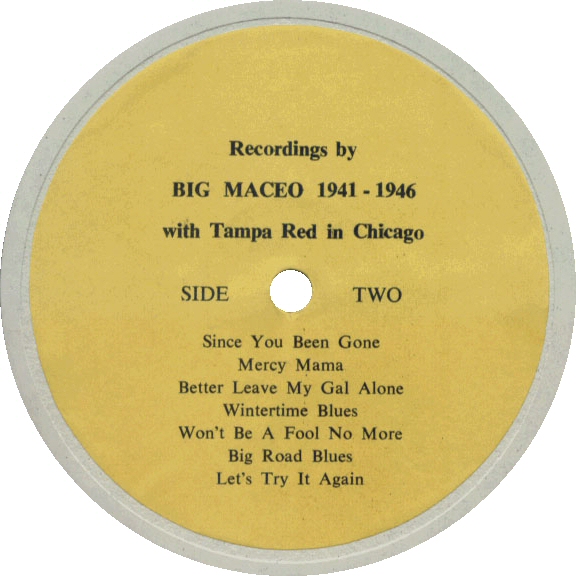 Recordings by
BIG MACEO 1941 - 1946
with Tampa Red in Chicago
SIDE TWO
Since You Been Gone
Mercy Mama
Better Leave My Gal Alone
Wintertime Blues
Won't Be A Fool No More
Big Road Blues
Let's Try It Again